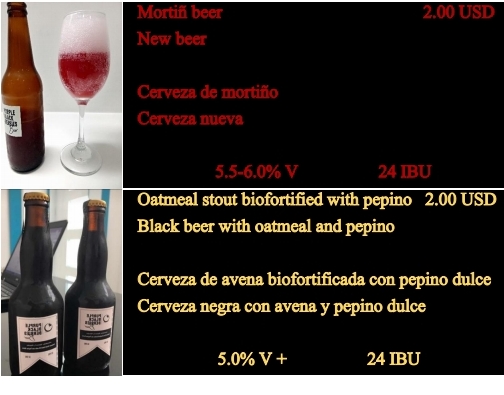 Mortiñ beer 2.00 USD
New beer
Cerveza de mortiño
Cerveza nueva
5.5-6.0% V 24 IBU
Oatmeal stout biofortified with pepino 2.00 USD
Black beer with oatmeal and pepino
Cerveza de avena biofortificada con pepino dulce
Cerveza negra con avena y pepino dulce
5.0% V + 24 IBU